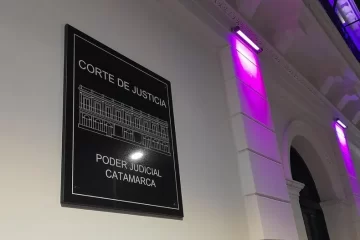 CORTE DE JUSTICIA
PODER JUDICIAL
CATAMARCA